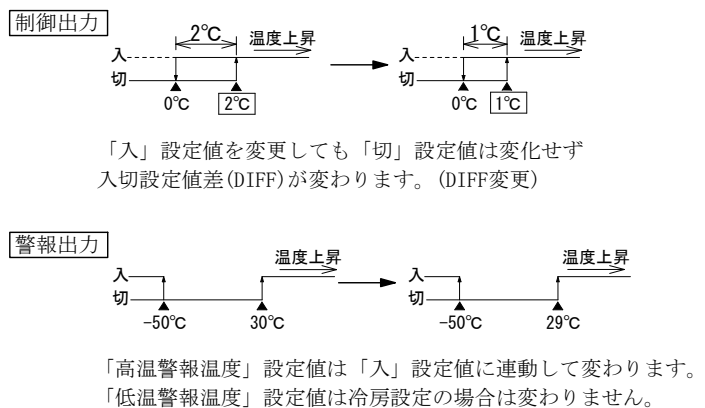 制御出力
2℃ 温度上昇
入
切
0℃ 2℃
1℃ 温度上昇
入
切
0℃ 1℃
「入」設定値を変更しても「切」設定値は変化せず
入切設定値差(DIFF)が変わります。(DIFF変更)
警報出力
温度上昇
入
切
-50℃ 30℃
温度上昇
入
切
-50℃ 29℃
「高温警報温度」設定値は「入」設定値に連動して変わります。
「低温警報温度」設定値は冷房設定の場合は変わりません。